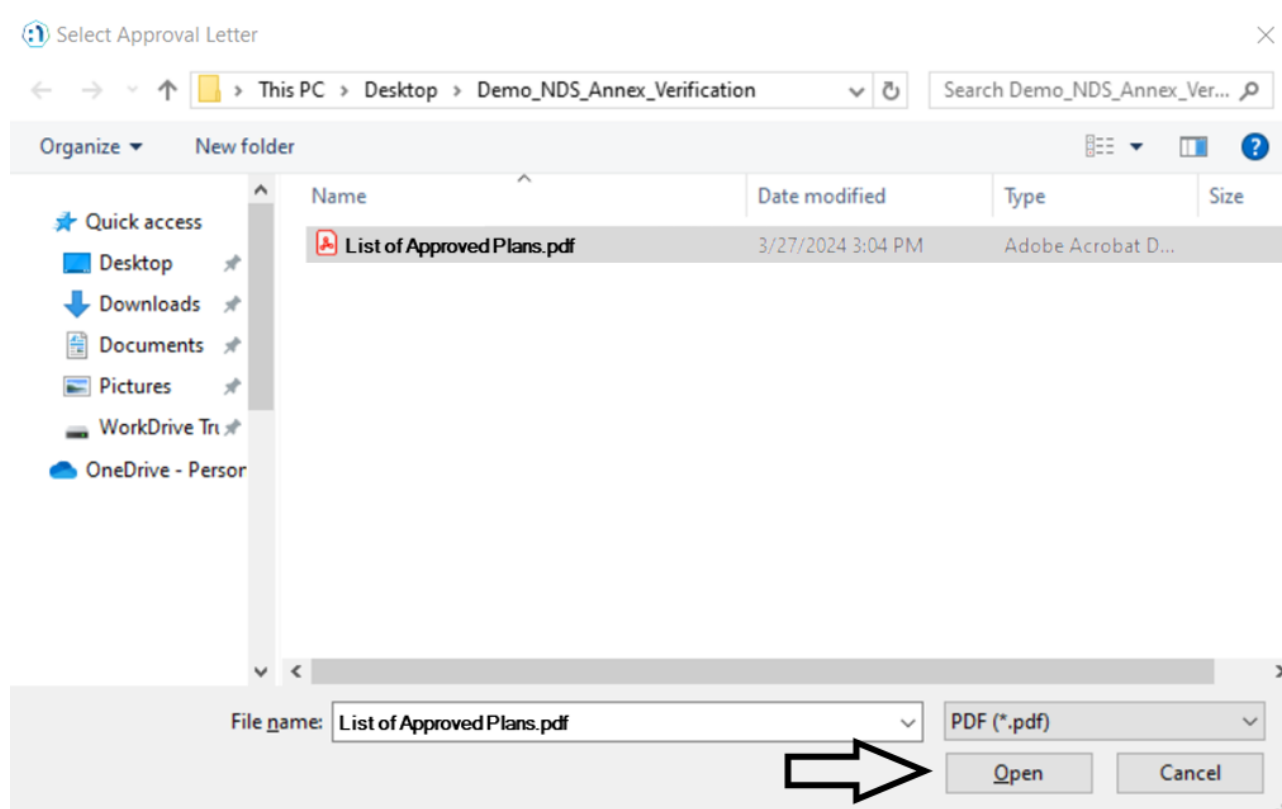 Select Approval Letter
This PC > Desktop > Demo_NDS_Annex_Verification
Search Demo_NDS_Annex_Ver...
Organize
New folder
Name Date modified Type Size
Quick access
Desktop
Downloads
Documents
Pictures
WorkDrive Tru
OneDrive - Person
List of Approved Plans.pdf 3/27/2024 3:04 PM Adobe Acrobat D...
File name: List of Approved Plans.pdf PDF (*.pdf)
Open Cancel